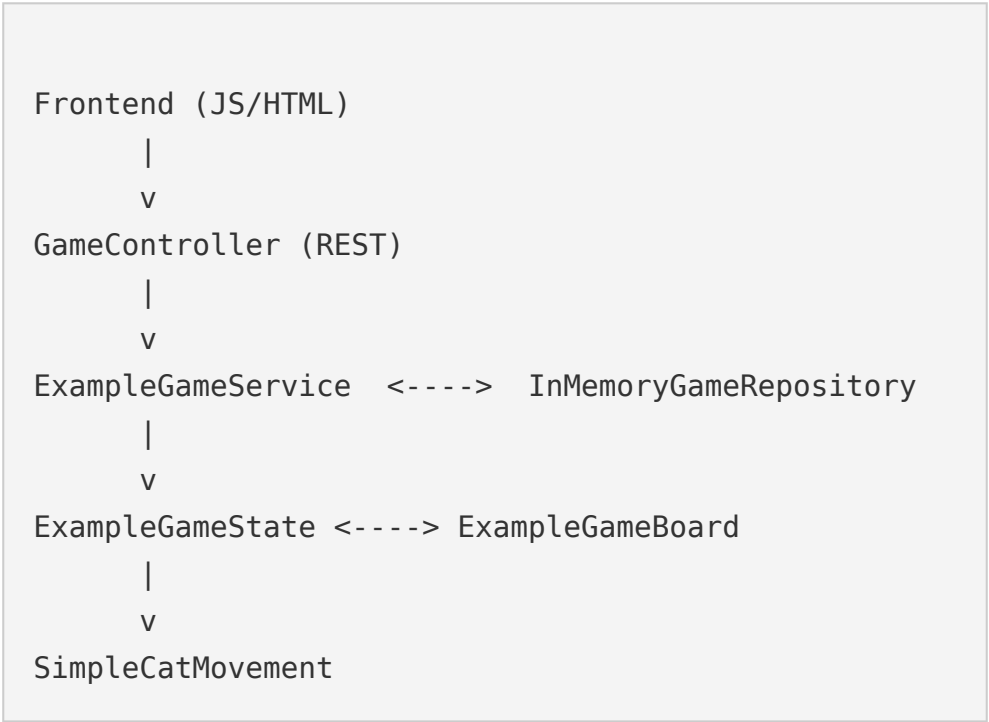 Frontend (JS/HTML)
      |
      v
GameController (REST)
      |
      v
ExampleGameService  <---->  InMemoryGameRepository
      |
      v
ExampleGameState <----> ExampleGameBoard
      |
      v
SimpleCatMovement